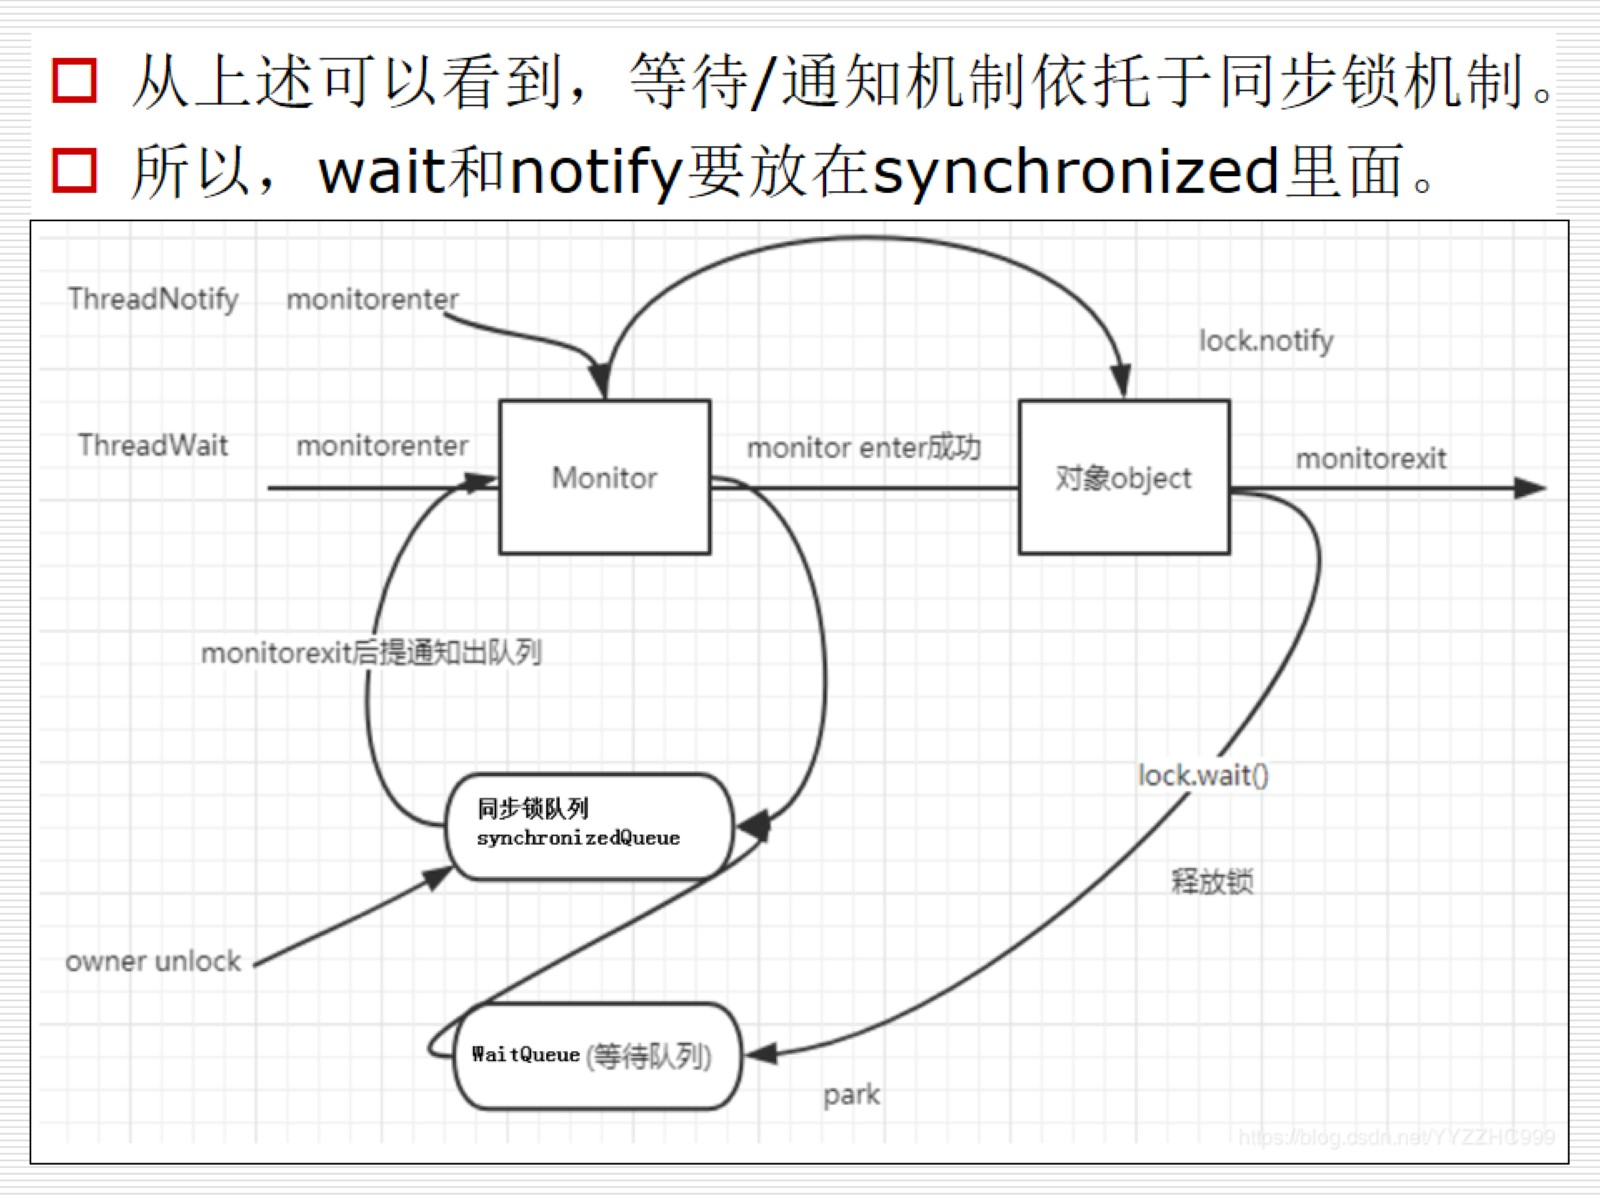 从上述可以看到，等待/通知机制依托于同步锁机制。
所以，wait和notify要放在synchronized里面。
ThreadNotify
monitorenter
lock.notify
ThreadWait
monitorenter
Monitor
monitor enter成功
对象object
monitorexit
monitorexit后提通知出队列
同步锁队列
synchronizedQueue
lock.wait()
释放锁
owner unlock
WaitQueue (等待队列)
park
https://blog.csdn.net/YYZZHC999